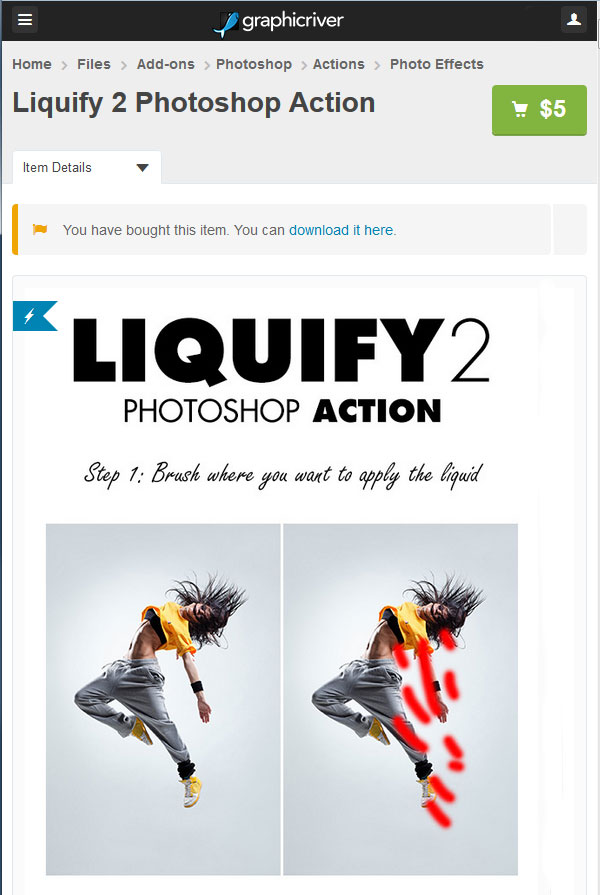 graphicriver
Home > Files > Add-ons > Photoshop > Actions > Photo Effects
Liquify 2 Photoshop Action
$5
Item Details
You have bought this item. You can download it here.
LIQUIFY2
PHOTOSHOP ACTION
Step 1: Brush where you want to apply the liquid